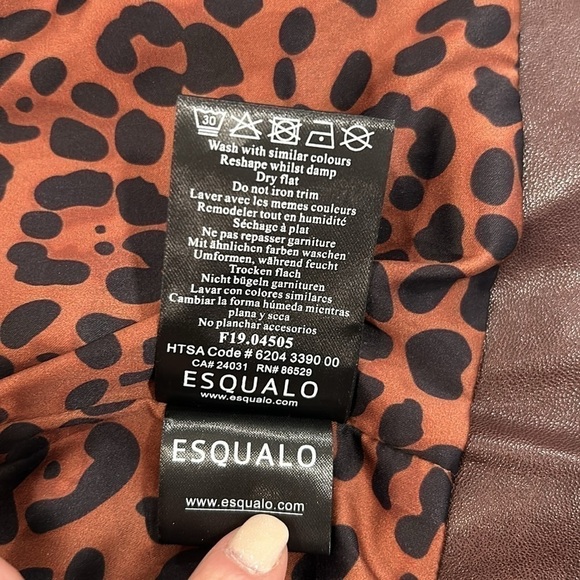 30
Wash with similar colours
Reshape whilst damp
Dry flat
Do not iron trim
Laver avec les memes couleurs
Remodeler tout en humidité
Séchage à plat
Ne pas repasser garniture
Mit ähnlichen farben waschen
Umformen, während feucht
Trocken flach
Nicht bügeln garnituren
Lavar con colores similarcs
Cambiar la forma húmeda mientras
plana y scca
No planchar accesorios
F19.04505
HTSA Code # 6204 3390 00
CA# 24031 RN# 86529
ESQUALO
www.esqualo.com
ESQUALO
www.esqualo.com